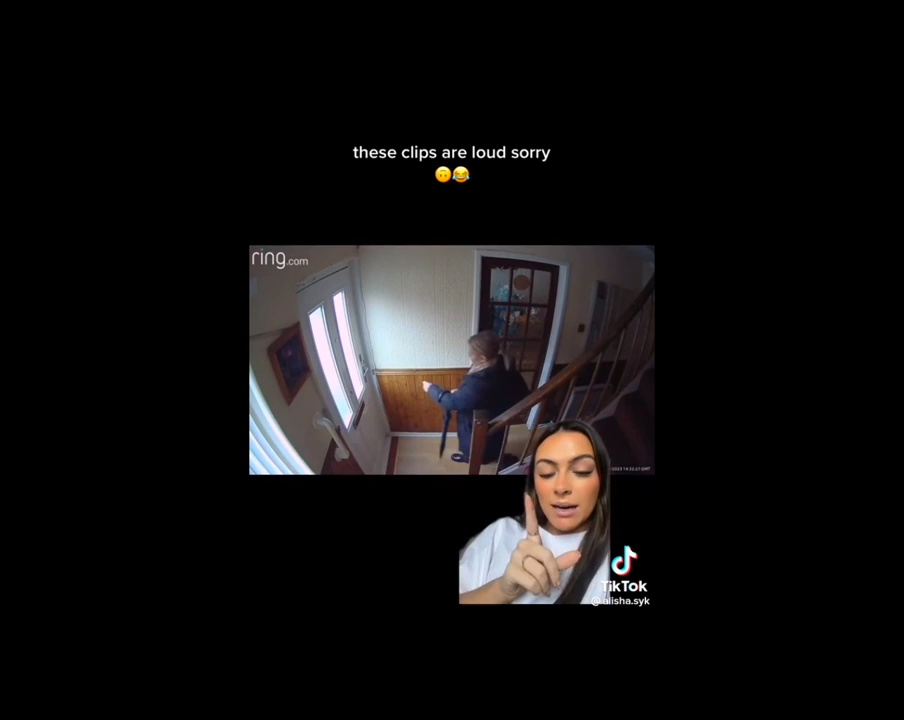 these clips are loud sorry
🙃😂
ring.com
TikTok
@alisha.syk